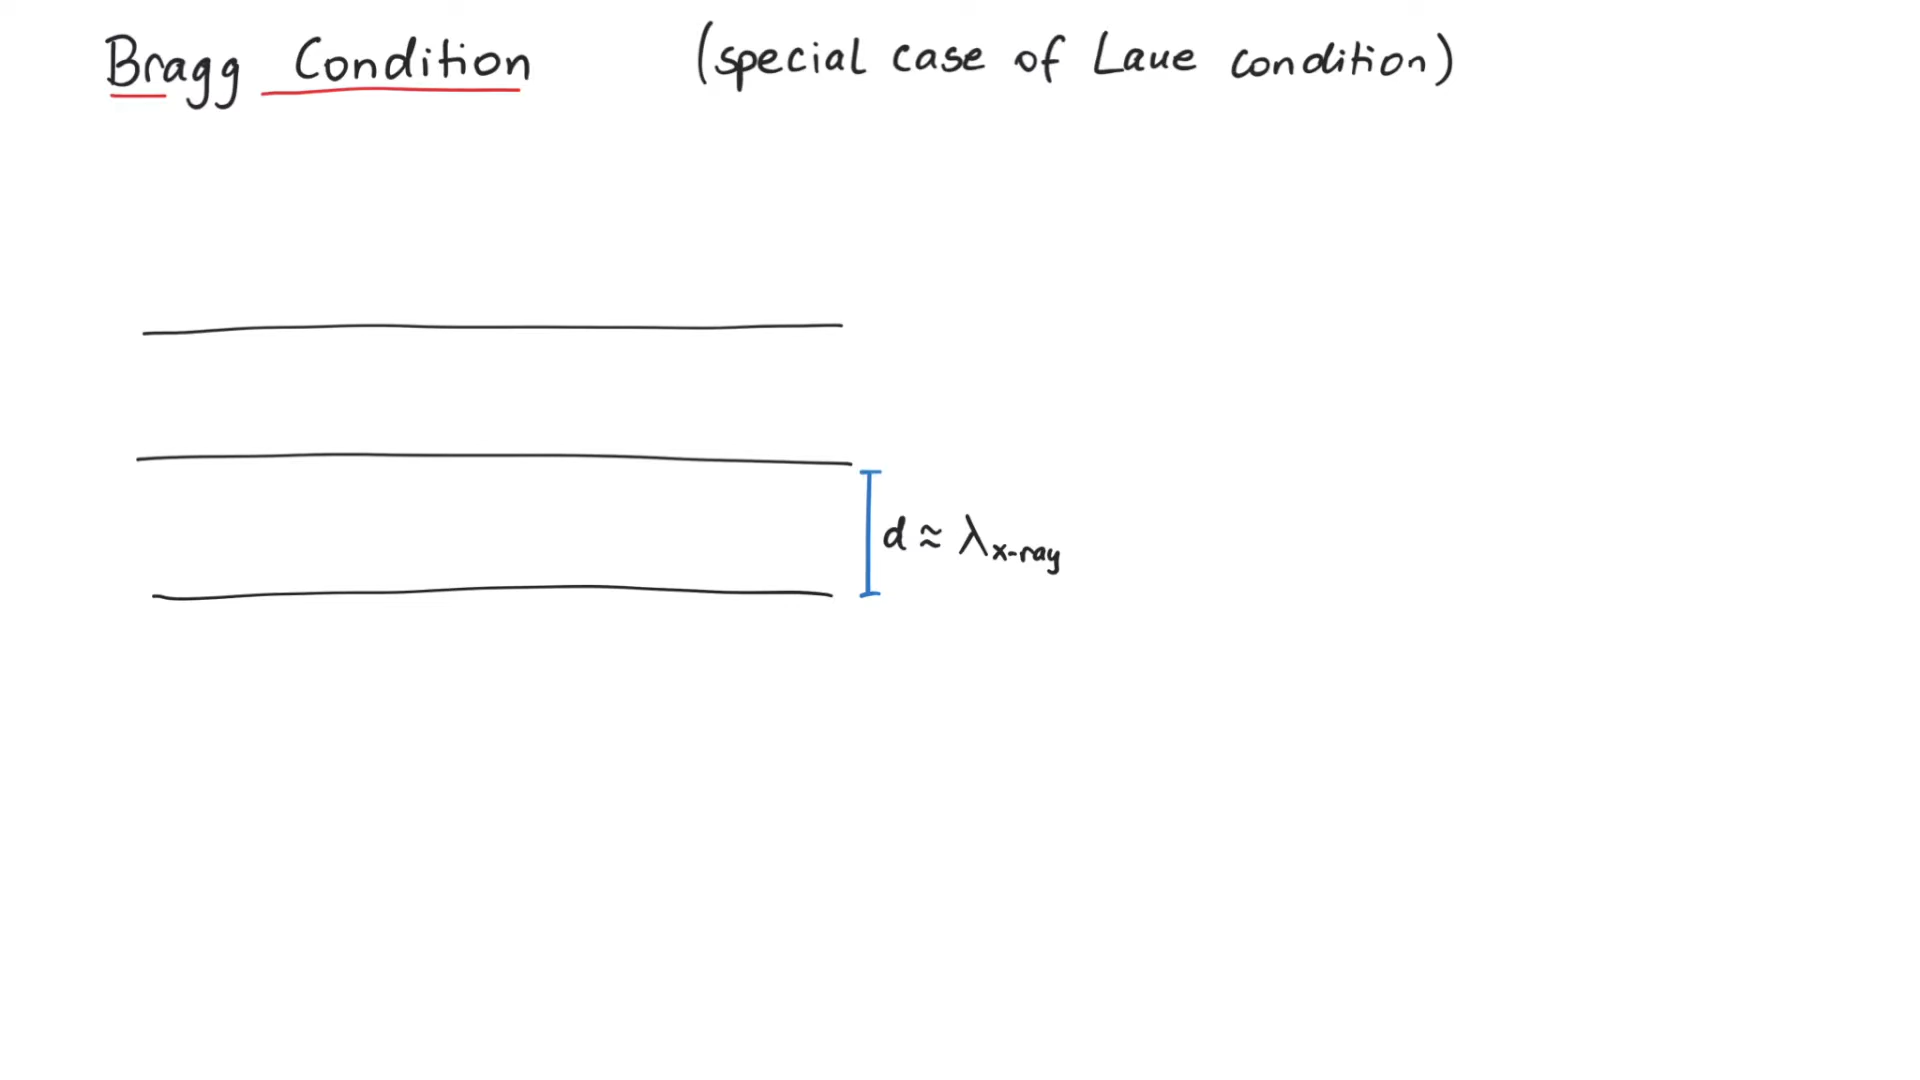 Bragg Condition (special case of Laue condition)
d ≈ λx-ray